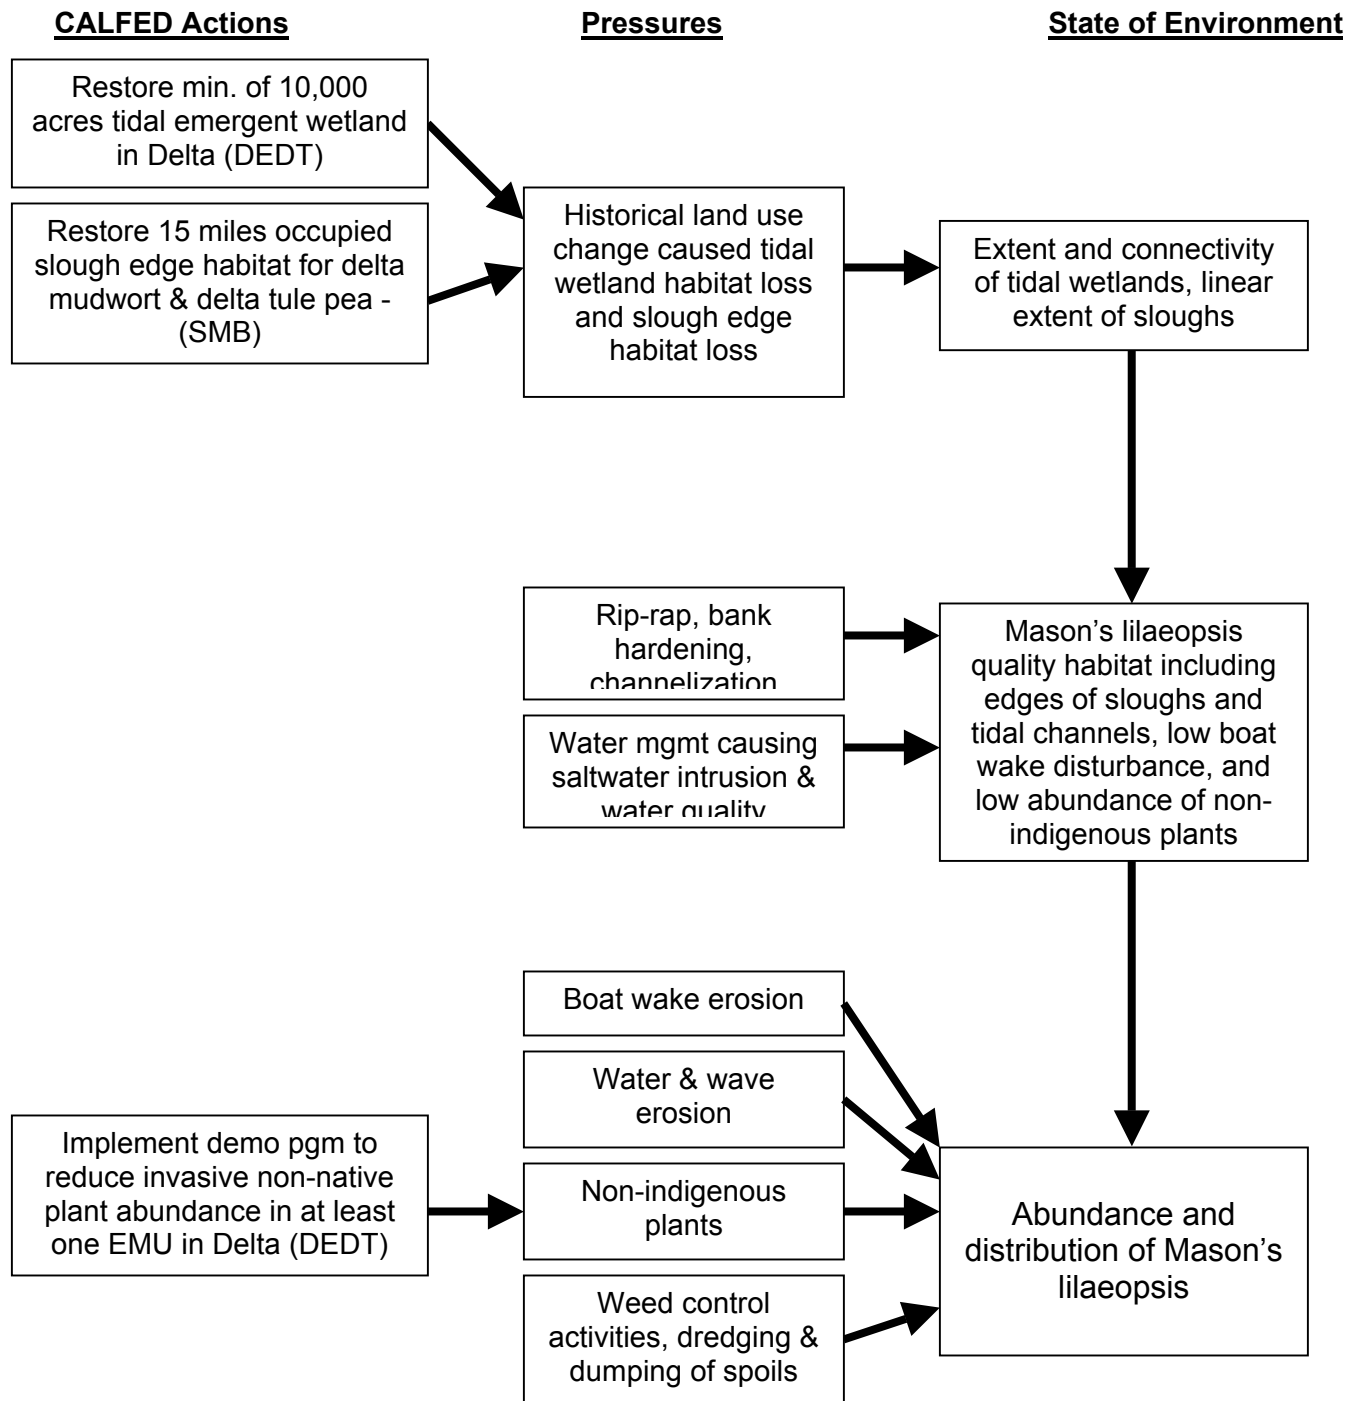 CALFED Actions
Pressures
State of Environment
Restore min. of 10,000
acres tidal emergent wetland
in Delta (DEDT)
Restore 15 miles occupied
slough edge habitat for delta
mudwort & delta tule pea -
(SMB)
Historical land use
change caused tidal
wetland habitat loss
and slough edge
habitat loss
Extent and connectivity
of tidal wetlands, linear
extent of sloughs
Rip-rap, bank
hardening,
channelization
Water mgmt causing
saltwater intrusion &
water quality
Mason’s lilaeopsis
quality habitat including
edges of sloughs and
tidal channels, low boat
wake disturbance, and
low abundance of non-
indigenous plants
Boat wake erosion
Water & wave
erosion
Implement demo pgm to
reduce invasive non-native
plant abundance in at least
one EMU in Delta (DEDT)
Non-indigenous
plants
Weed control
activities, dredging &
dumping of spoils
Abundance and
distribution of Mason’s
lilaeopsis